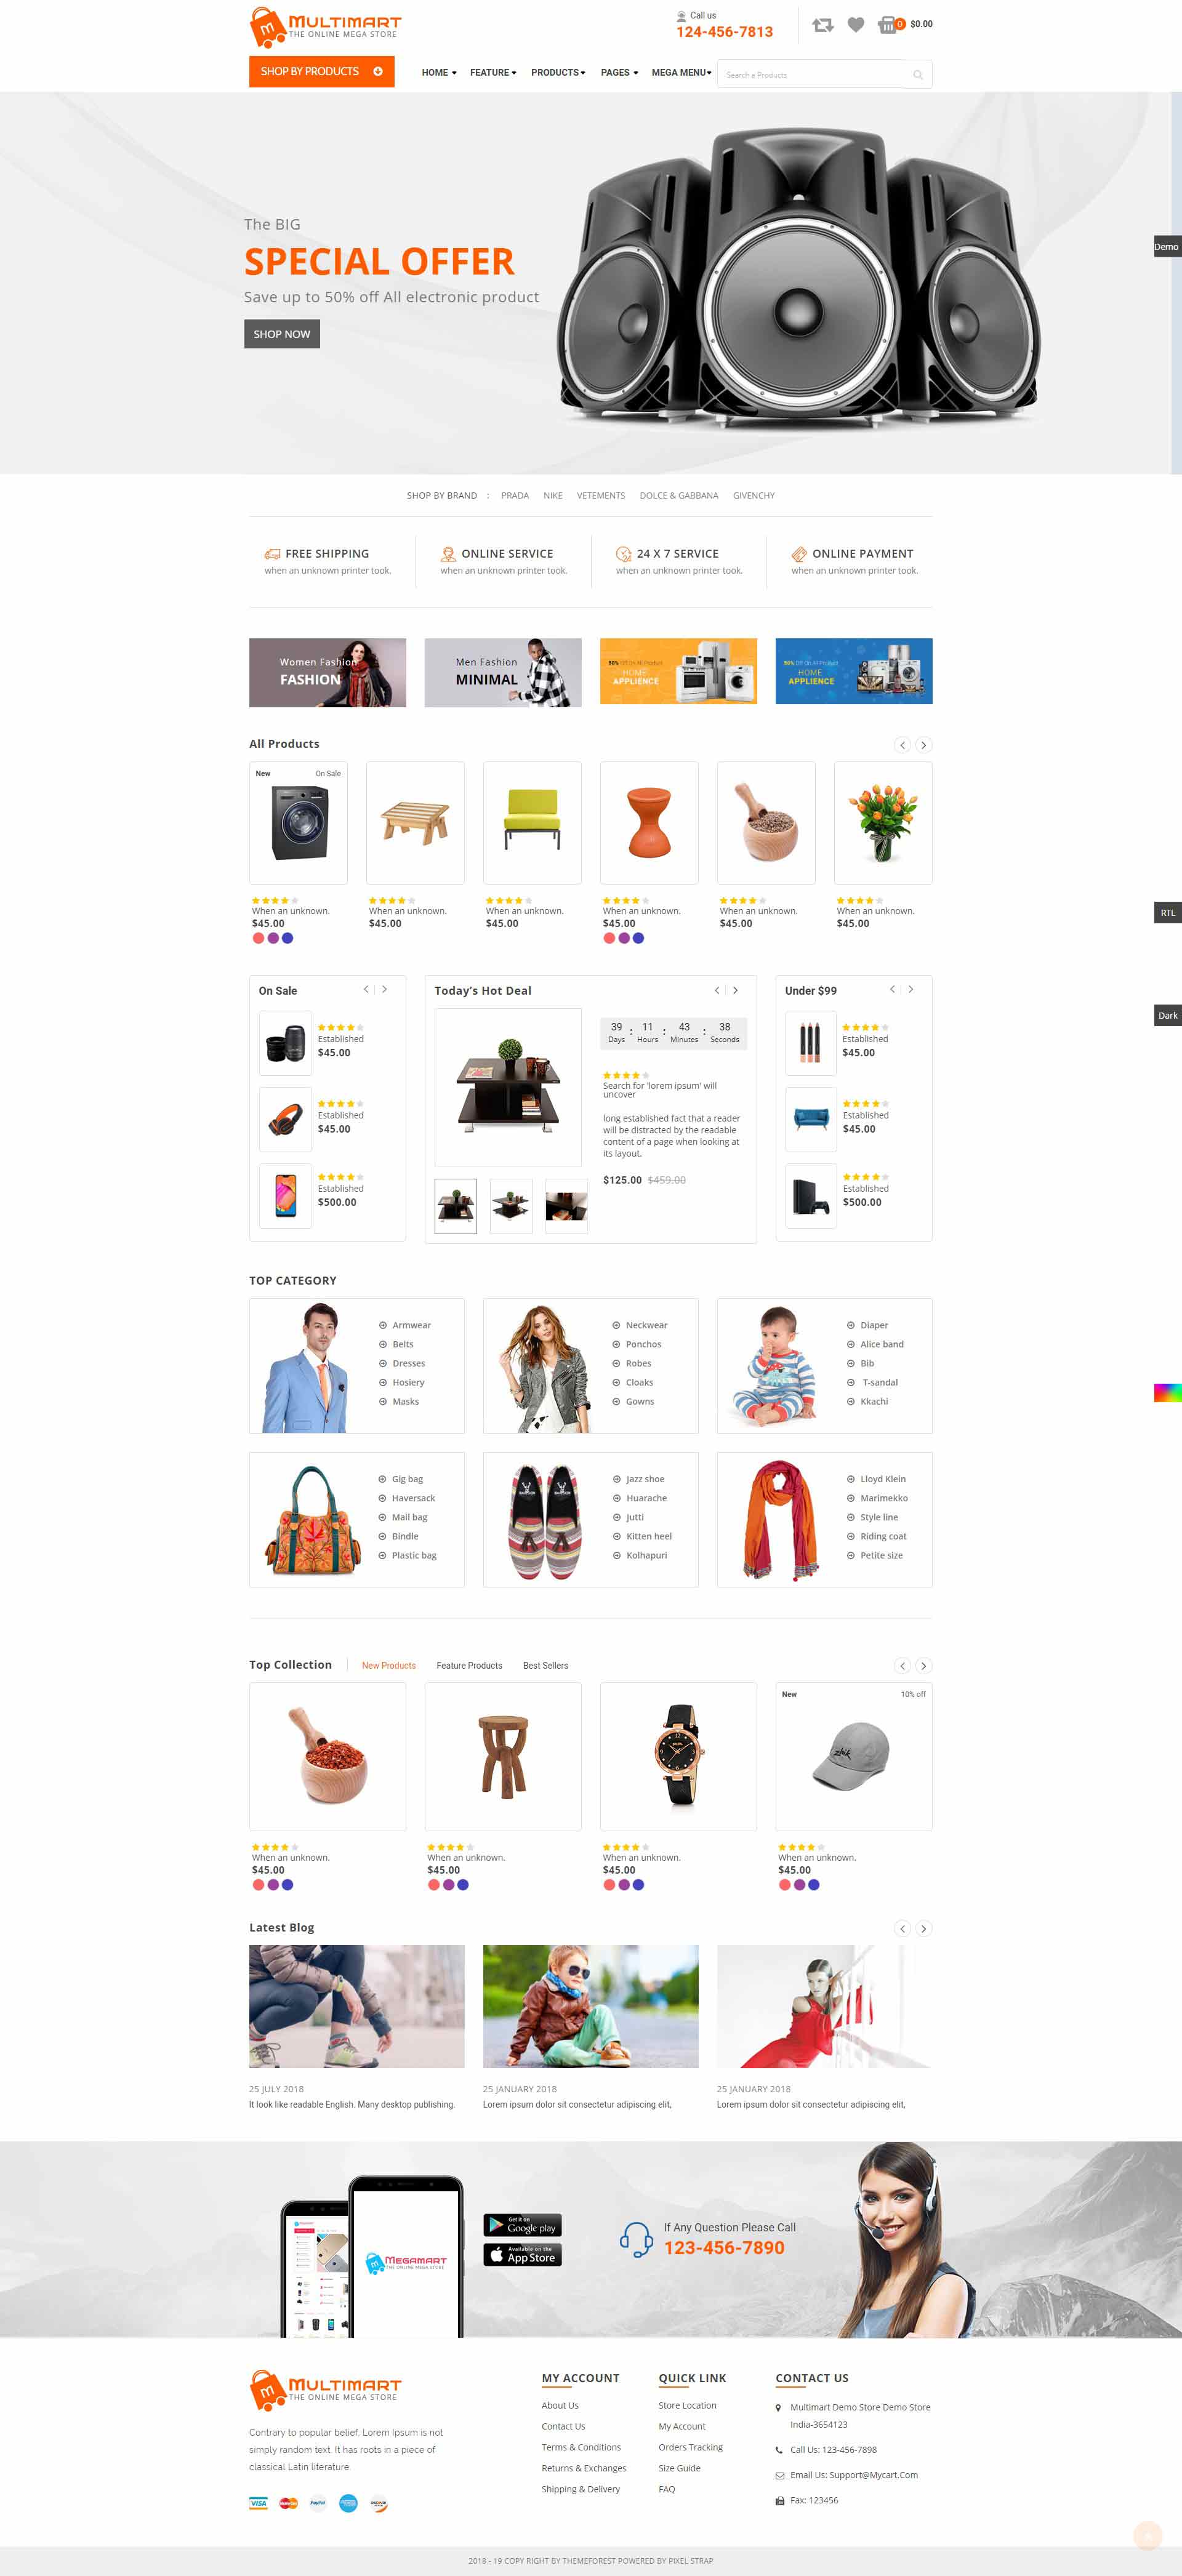 MULTIMART
THE ONLINE MEGA STORE
Call us
124-456-7813
0 $0.00
SHOP BY PRODUCTS
HOME FEATURE PRODUCTS PAGES MEGA MENU
Search a Products
The BIG
SPECIAL OFFER
Save up to 50% off All electronic product
SHOP NOW
Demo
SHOP BY BRAND : PRADA NIKE VETEMENTS DOLCE & GABBANA GIVENCHY
FREE SHIPPING
when an unknown printer took.
ONLINE SERVICE
when an unknown printer took.
24 X 7 SERVICE
when an unknown printer took.
ONLINE PAYMENT
when an unknown printer took.
Women Fashion
FASHION
Men Fashion
MINIMAL
50% Off On All Product
HOME
APPLIENCE
50% Off On All Product
HOME
APPLIENCE
All Products
New On Sale
When an unknown. When an unknown. When an unknown. When an unknown. When an unknown. When an unknown.
$45.00 $45.00 $45.00 $45.00 $45.00 $45.00
RTL
On Sale
Established
$45.00
Established
$45.00
Established
$500.00
Today's Hot Deal
39 : 11 : 43 : 38
Days Hours Minutes Seconds
Search for 'lorem ipsum' will
uncover
long established fact that a reader
will be distracted by the readable
content of a page when looking at
its layout.
$125.00 $459.00
Under $99
Established
$45.00
Established
$45.00
Established
$500.00
Dark
TOP CATEGORY
Armwear
Belts
Dresses
Hosiery
Masks
Neckwear
Ponchos
Robes
Cloaks
Gowns
Diaper
Alice band
Bib
T-sandal
Kkachi
Gig bag
Haversack
Mail bag
Bindle
Plastic bag
Jazz shoe
Huarache
Jutti
Kitten heel
Kolhapuri
Lloyd Klein
Marimekko
Style line
Riding coat
Petite size
Top Collection New Products Feature Products Best Sellers
New 10% off
zhik
When an unknown. When an unknown. When an unknown. When an unknown.
$45.00 $45.00 $45.00 $45.00
Latest Blog
25 JULY 2018
It look like readable English. Many desktop publishing.
25 JANUARY 2018
Lorem ipsum dolor sit consectetur adipiscing elit,
25 JANUARY 2018
Lorem ipsum dolor sit consectetur adipiscing elit,
MEGAMART
THE ONLINE MEGA STORE
Get it on
Google play
Available on the
App Store
If Any Question Please Call
123-456-7890
MULTIMART
THE ONLINE MEGA STORE
Contrary to popular belief. Lorem Ipsum is not
simply random text. It has roots in a piece of
classical Latin literature
VISA MasterCard PayPal
MY ACCOUNT
About Us
Contact Us
Terms & Conditions
Returns & Exchanges
Shipping & Delivery
QUICK LINK
Store Location
My Account
Orders Tracking
Size Guide
FAQ
CONTACT US
Multimart Demo Store Demo Store
India-3654123
Call Us: 123-456-7898
Email Us: Support@Mycart.Com
Fax: 123456
2018 - 19 COPY RIGHT BY THEMEFOREST POWERED BY PIXEL STRAP